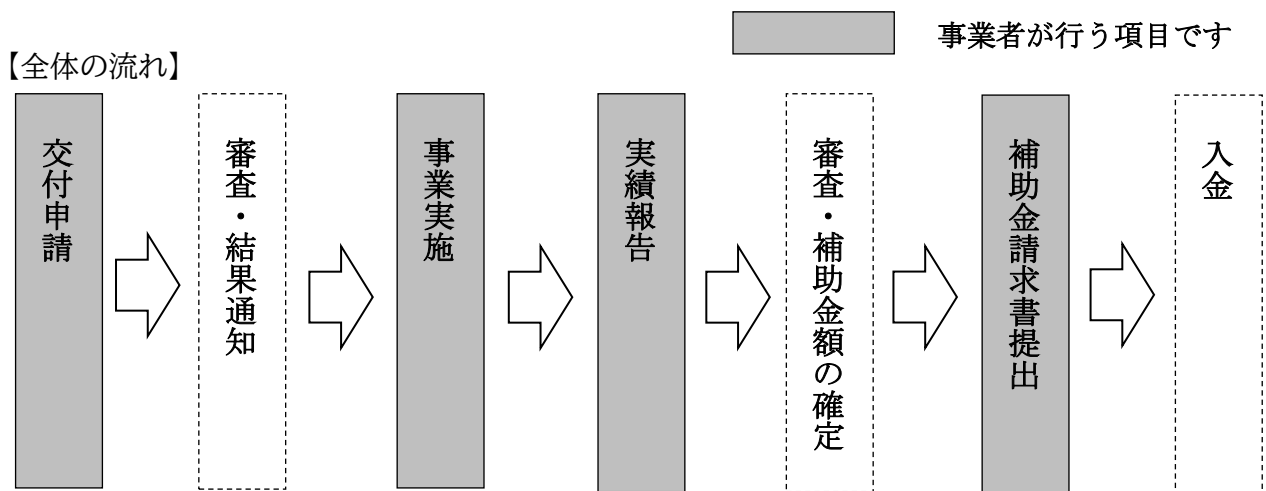 事業者が行う項目です
【全体の流れ】
交付申請
審査・結果通知
事業実施
実績報告
審査・補助金額の確定
補助金請求書提出
入金